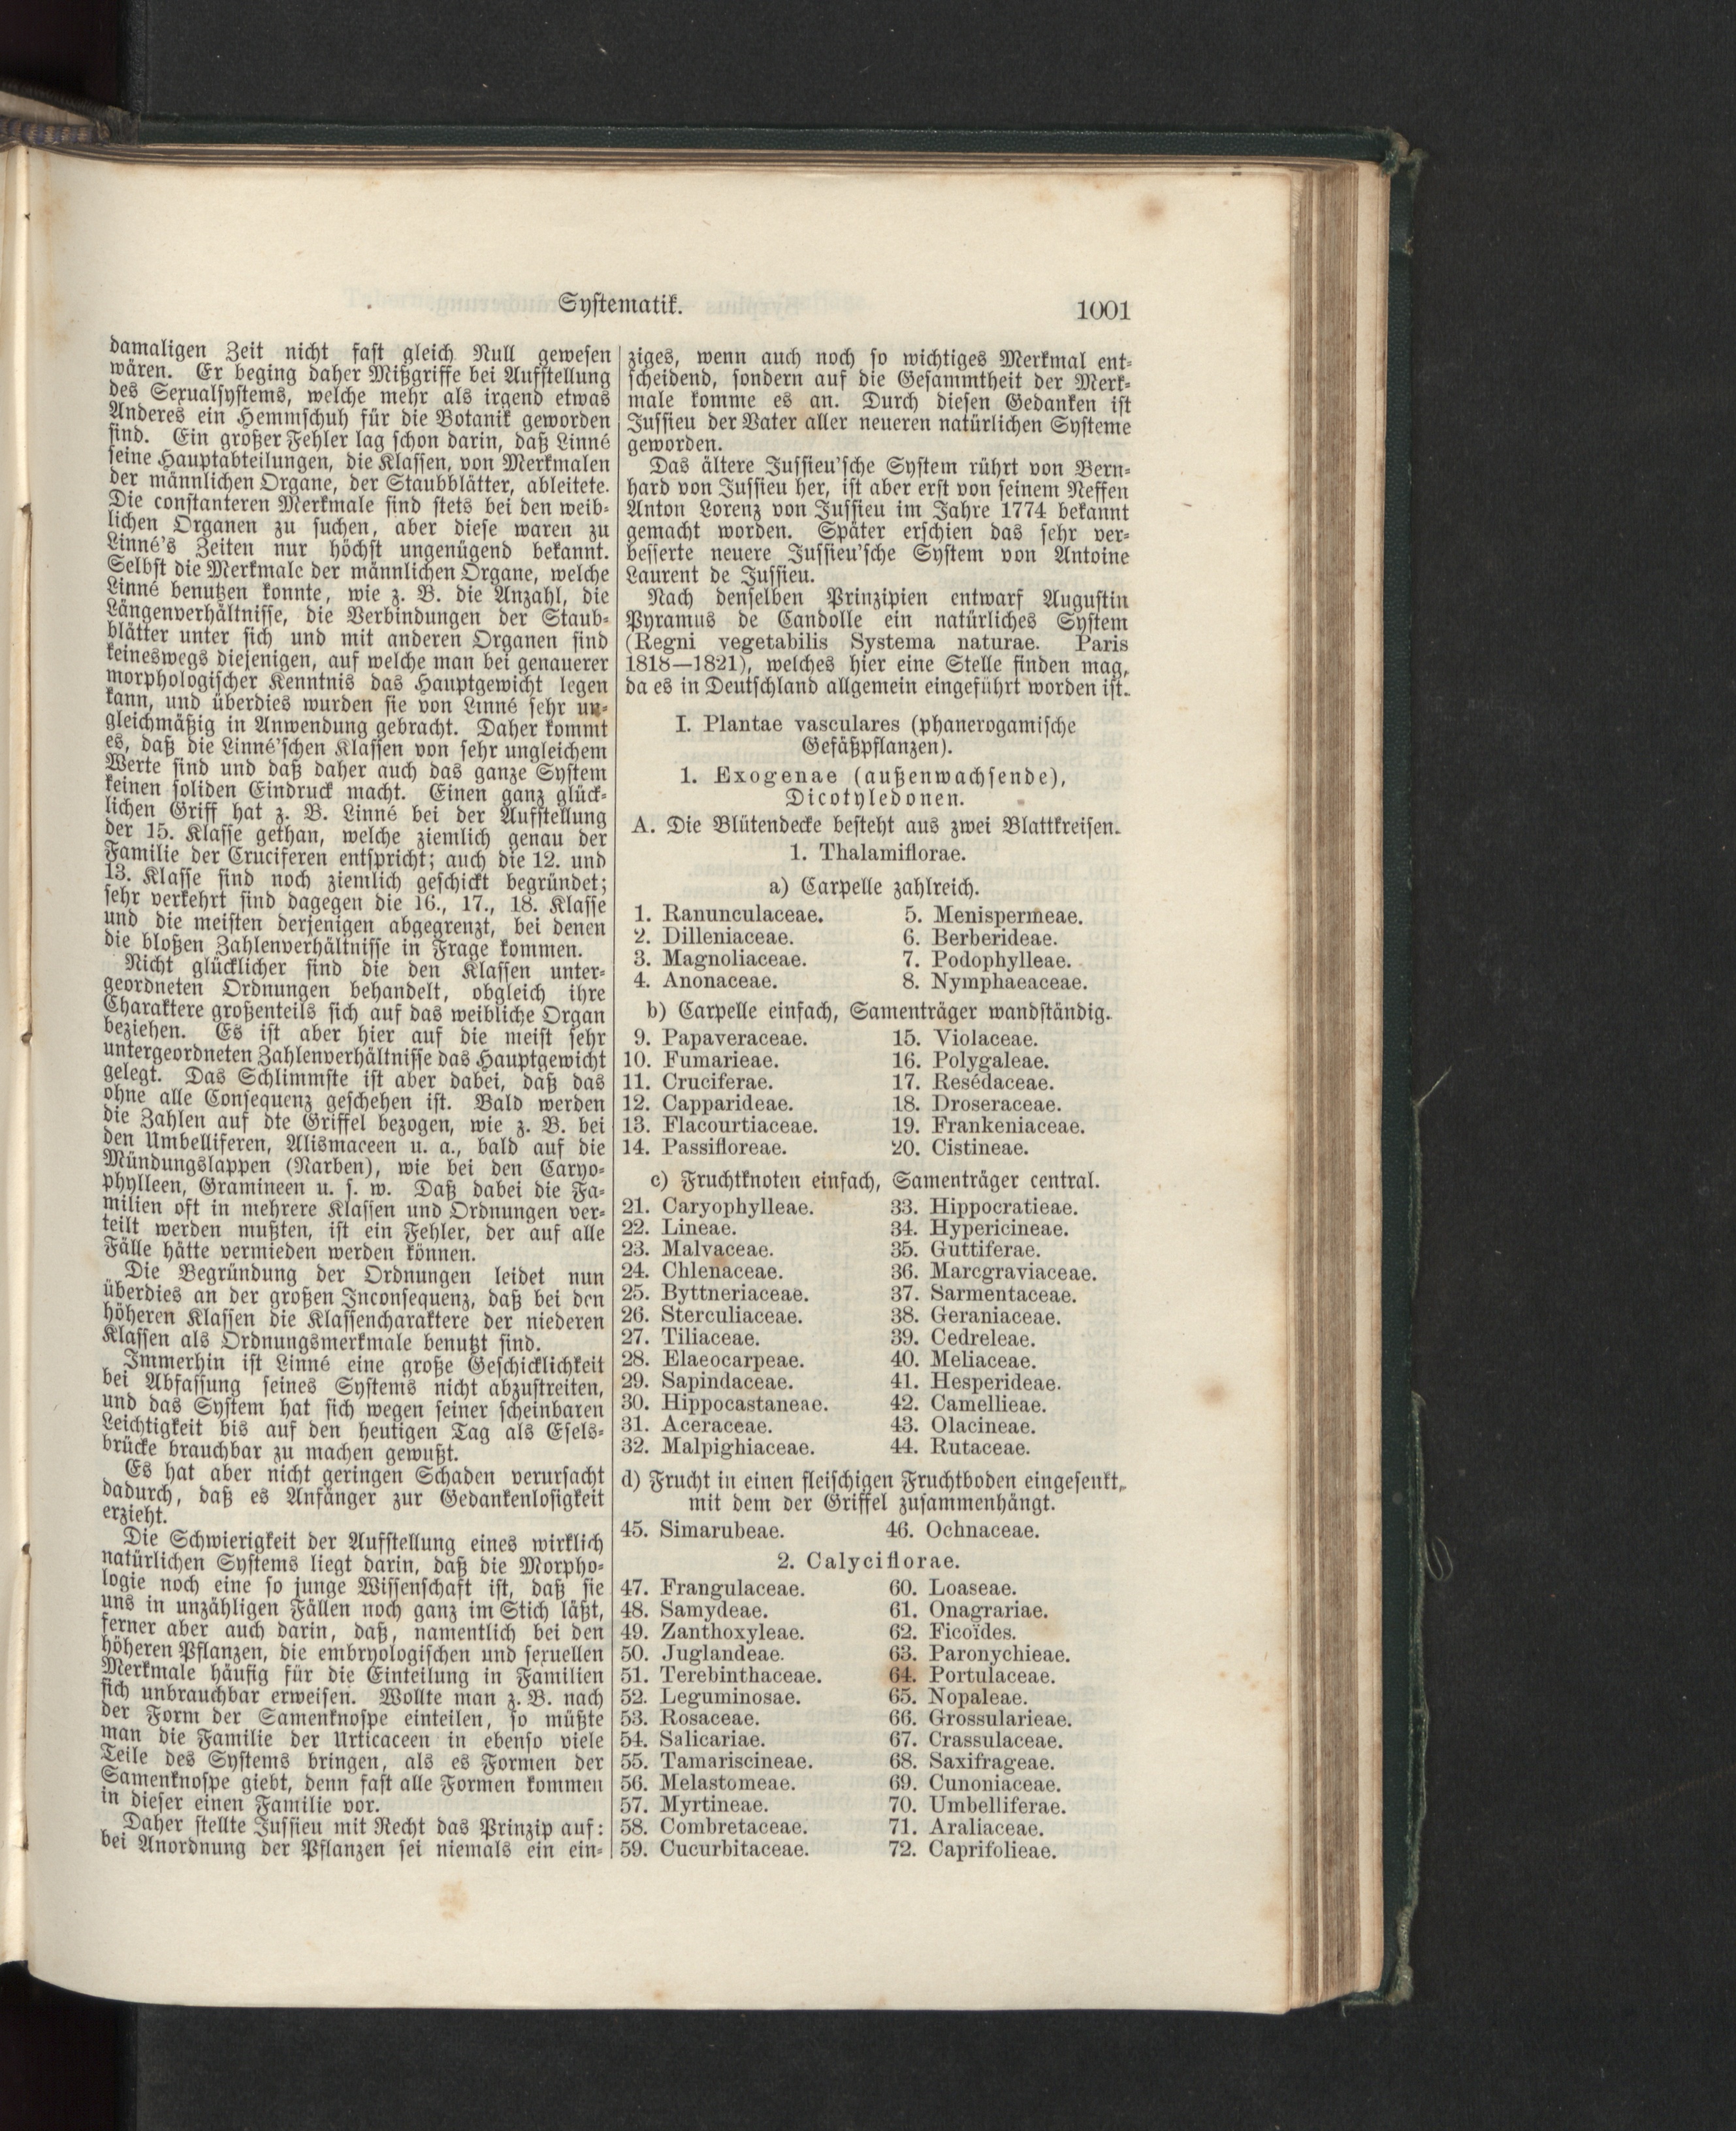 Systematik.
1001
damaligen Zeit nicht fast gleich Null gewesen
wären. Er beging daher Mißgriffe bei Aufstellung
des Sexualsystems, welche mehr als irgend etwas
Anderes ein Hemmschuh für die Botanik geworden
sind. Ein großer Fehler lag schon darin, daß Linné
seine Hauptabteilungen, die Klassen, von Merkmalen
der männlichen Organe, der Staubblätter, ableitete.
Die constanteren Merkmale sind stets bei den weib-
lichen Organen zu suchen, aber diese waren zu
Linné's Zeiten nur höchst ungenügend bekannt.
Selbst die Merkmale der männlichen Organe, welche
Linné benutzen konnte, wie z. B. die Anzahl, die
Längenverhältnisse, die Verbindungen der Staub-
blätter unter sich und mit anderen Organen sind
keineswegs diejenigen, auf welche man bei genauerer
morphologischer Kenntnis das Hauptgewicht legen
kann, und überdies wurden sie von Linné sehr un-
gleichmäßig in Anwendung gebracht. Daher kommt
es, daß die Linné'schen Klassen von sehr ungleichem
Werte sind und daß daher auch das ganze System
keinen soliden Eindruck macht. Einen ganz glück-
lichen Griff hat z. B. Linné bei der Aufstellung
der 15. Klasse gethan, welche ziemlich genau der
Familie der Cruciferen entspricht; auch die 12. und
13. Klasse sind noch ziemlich geschickt begründet;
sehr verkehrt sind dagegen die 16., 17., 18. Klasse
und die meisten derjenigen abgegrenzt, bei denen
die bloßen Zahlenverhältnisse in Frage kommen.
Nicht glücklicher sind die den Klassen unter-
geordneten Ordnungen behandelt, obgleich ihre
Charaktere großenteils sich auf das weibliche Organ
beziehen. Es ist aber hier auf die meist sehr
untergeordneten Zahlenverhältnisse das Hauptgewicht
gelegt. Das Schlimmste ist aber dabei, daß das
ohne alle Consequenz geschehen ist. Bald werden
die Zahlen auf dte Griffel bezogen, wie z. B. bei
den Umbelliferen, Alismaceen u. a., bald auf die
Mündungslappen (Narben), wie bei den Caryo-
phylleen, Gramineen u. s. w. Daß dabei die Fa-
milien oft in mehrere Klassen und Ordnungen ver-
teilt werden mußten, ist ein Fehler, der auf alle
Fälle hätte vermieden werden können.
Die Begründung der Ordnungen leidet nun
überdies an der großen Inconsequenz, daß bei den
höheren Klassen die Klassencharaktere der niederen
Klassen als Ordnungsmerkmale benutzt sind.
Immerhin ist Linné eine große Geschicklichkeit
bei Abfassung seines Systems nicht abzustreiten,
und das System hat sich wegen seiner scheinbaren
Leichtigkeit bis auf den heutigen Tag als Esels-
brücke brauchbar zu machen gewußt.
Es hat aber nicht geringen Schaden verursacht
dadurch, daß es Anfänger zur Gedankenlosigkeit
erzieht.
Die Schwierigkeit der Aufstellung eines wirklich
natürlichen Systems liegt darin, daß die Morpho-
logie noch eine so junge Wissenschaft ist, daß sie
uns in unzähligen Fällen noch ganz im Stich läßt,
ferner aber auch darin, daß, namentlich bei den
höheren Pflanzen, die embryologischen und sexuellen
Merkmale häufig für die Einteilung in Familien
sich unbrauchbar erweisen. Wollte man z. B. nach
der Form der Samenknospe einteilen, so müßte
man die Familie der Urticaceen in ebenso viele
Teile des Systems bringen, als es Formen der
Samenknospe giebt, denn fast alle Formen kommen
in dieser einen Familie vor.
Daher stellte Jussieu mit Recht das Prinzip auf:
bei Anordnung der Pflanzen sei niemals ein ein-
ziges, wenn auch noch so wichtiges Merkmal ent-
scheidend, sondern auf die Gesammtheit der Merk-
male komme es an. Durch diesen Gedanken ist
Jussieu der Vater aller neueren natürlichen Systeme
geworden.
Das ältere Jussieu'sche System rührt von Bern-
hard von Jussieu her, ist aber erst von seinem Neffen
Anton Lorenz von Jussieu im Jahre 1774 bekannt
gemacht worden. Später erschien das sehr ver-
besserte neuere Jussieu'sche System von Antoine
Laurent de Jussieu.
Nach denselben Prinzipien entwarf Augustin
Pyramus de Candolle ein natürliches System
(Regni vegetabilis Systema naturae. Paris
1818—1821), welches hier eine Stelle finden mag,
da es in Deutschland allgemein eingeführt worden ist.
I. Plantae vasculares (phanerogamische
Gefäßpflanzen).
1. Exogenae (außenwachsende),
Dicotyledonen.
A. Die Blütendecke besteht aus zwei Blattkreisen.
1. Thalamiflorae.
a) Carpelle zahlreich.
1. Ranunculaceae.
2. Dilleniaceae.
3. Magnoliaceae.
4. Anonaceae.
5. Menispermeae.
6. Berberideae.
7. Podophylleae.
8. Nymphaeaceae.
b) Carpelle einfach, Samenträger wandständig.
9. Papaveraceae.
10. Fumarieae.
11. Cruciferae.
12. Capparideae.
13. Flacourtiaceae.
14. Passifloreae.
15. Violaceae.
16. Polygaleae.
17. Resédaceae.
18. Droseraceae.
19. Frankeniaceae.
20. Cistineae.
c) Fruchtknoten einfach, Samenträger central.
21. Caryophylleae.
22. Lineae.
23. Malvaceae.
24. Chlenaceae.
25. Byttneriaceae.
26. Sterculiaceae.
27. Tiliaceae.
28. Elaeocarpeae.
29. Sapindaceae.
30. Hippocastaneae.
31. Aceraceae.
32. Malpighiaceae.
33. Hippocratieae.
34. Hypericineae.
35. Guttiferae.
36. Marcgraviaceae.
37. Sarmentaceae.
38. Geraniaceae.
39. Cedreleae.
40. Meliaceae.
41. Hesperideae.
42. Camellieae.
43. Olacineae.
44. Rutaceae.
d) Frucht in einen fleischigen Fruchtboden eingesenkt,
mit dem der Griffel zusammenhängt.
45. Simarubeae.
46. Ochnaceae.
2. Calyciflorae.
47. Frangulaceae.
48. Samydeae.
49. Zanthoxyleae.
50. Juglandeae.
51. Terebinthaceae.
52. Leguminosae.
53. Rosaceae.
54. Salicariae.
55. Tamariscineae.
56. Melastomeae.
57. Myrtineae.
58. Combretaceae.
59. Cucurbitaceae.
60. Loaseae.
61. Onagrariae.
62. Ficoïdes.
63. Paronychieae.
64. Portulaceae.
65. Nopaleae.
66. Grossularieae.
67. Crassulaceae.
68. Saxifrageae.
69. Cunoniaceae.
70. Umbelliferae.
71. Araliaceae.
72. Caprifolieae.